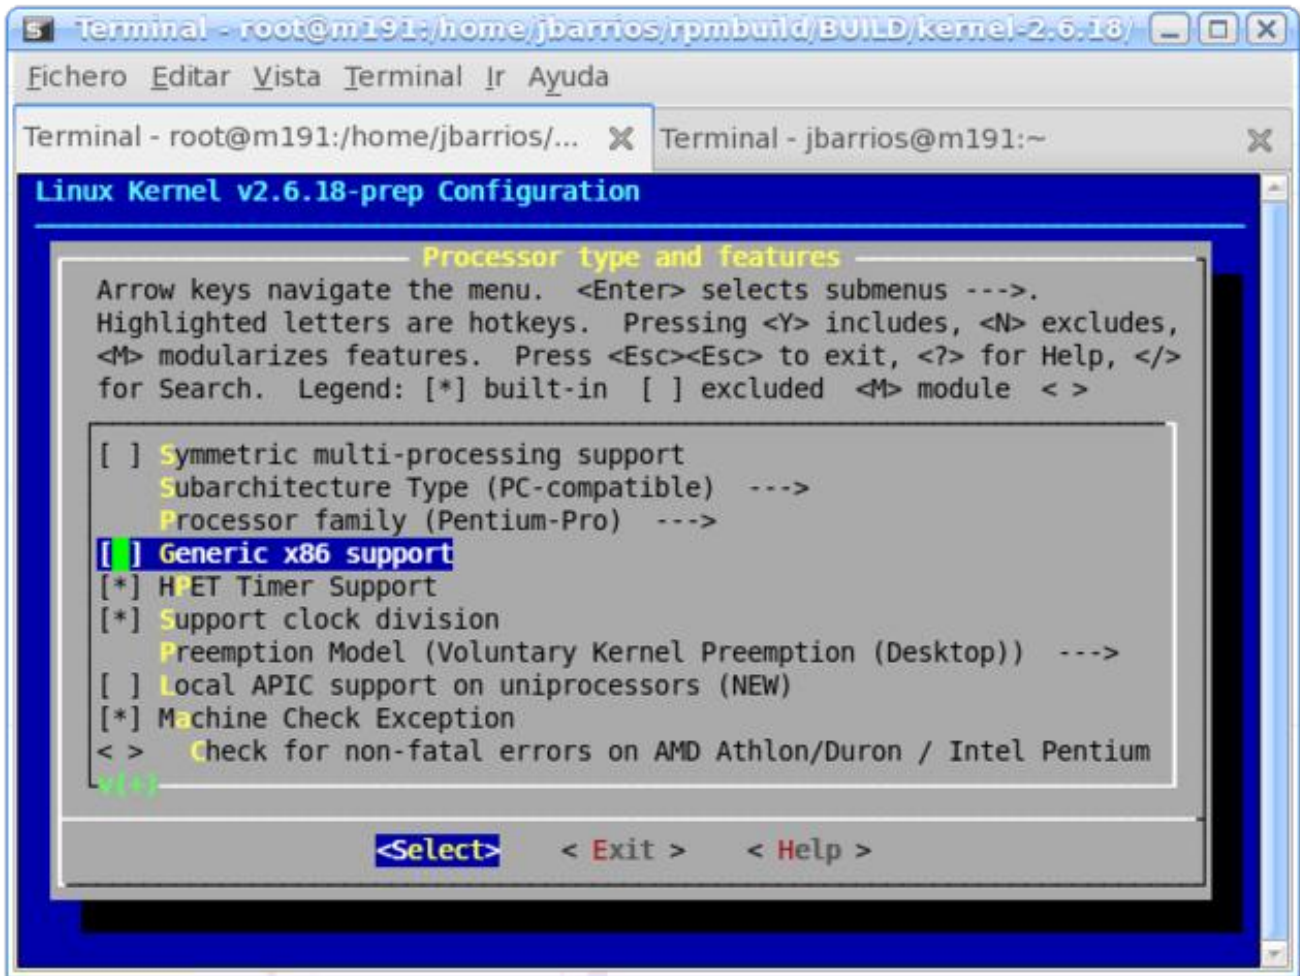 Terminal - root@m191:/home/jbarrios/rpmbuild/BUILD/kernel-2.6.18/
Fichero Editar Vista Terminal Ir Ayuda
Terminal - root@m191:/home/jbarrios/... Terminal - jbarrios@m191:~
Linux Kernel v2.6.18-prep Configuration
Processor type and features
Arrow keys navigate the menu. <Enter> selects submenus --->.
Highlighted letters are hotkeys. Pressing <Y> includes, <N> excludes,
<M> modularizes features. Press <Esc><Esc> to exit, <?> for Help, </>
for Search. Legend: [*] built-in [ ] excluded <M> module < >
[ ] Symmetric multi-processing support
Subarchitecture Type (PC-compatible) --->
Processor family (Pentium-Pro) --->
[ ] Generic x86 support
[*] HPET Timer Support
[*] Support clock division
Preemption Model (Voluntary Kernel Preemption (Desktop)) --->
[ ] Local APIC support on uniprocessors (NEW)
[*] Machine Check Exception
< > Check for non-fatal errors on AMD Athlon/Duron / Intel Pentium
v(+)
<Select> < Exit > < Help >